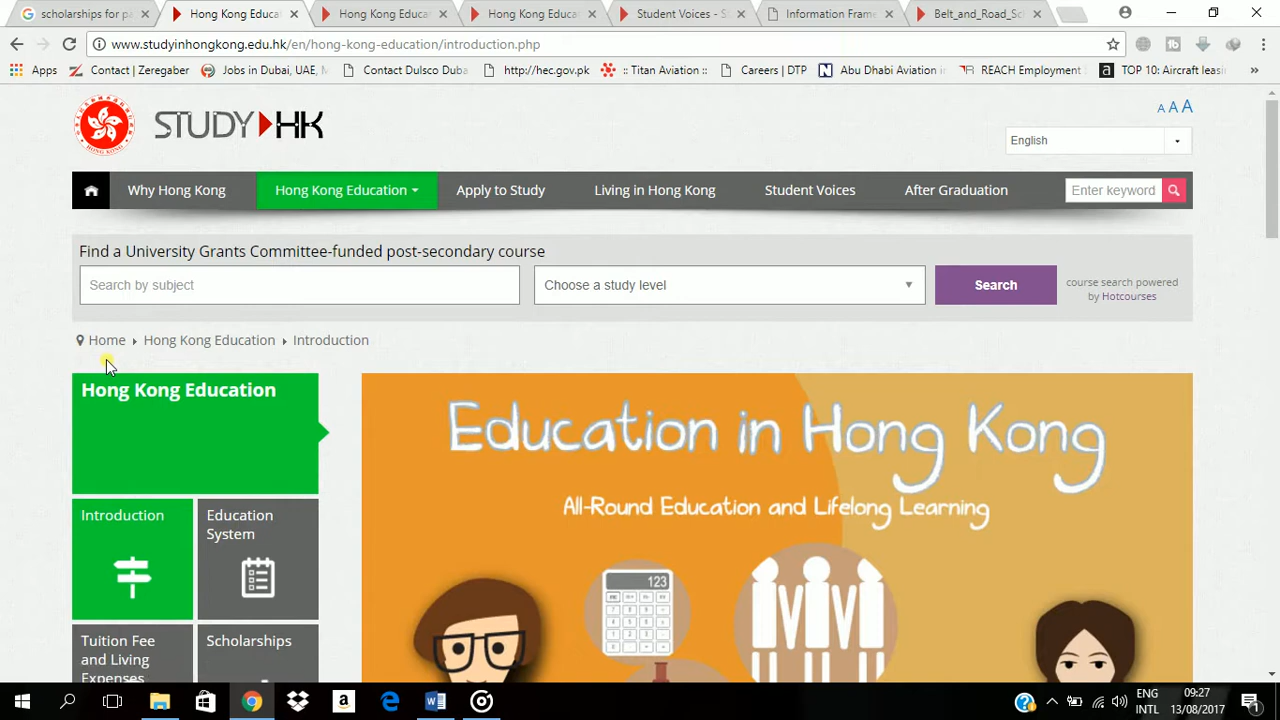 scholarships for pa
Hong Kong Educa
Hong Kong Educa
Hong Kong Educa
Student Voices - S
Information Fram
Belt_and_Road_Sc
www.studyinhongkong.edu.hk/en/hong-kong-education/introduction.php
Apps
Contact | Zeregaber
Jobs in Dubai, UAE, M
Contact Dulsco Duba
http://hec.gov.pk
:: Titan Aviation ::
Careers | DTP
Abu Dhabi Aviation in
REACH Employment S
TOP 10: Aircraft leasi
HONG KONG
STUDY HK
A A A
English
Why Hong Kong
Hong Kong Education
Apply to Study
Living in Hong Kong
Student Voices
After Graduation
Enter keyword
Find a University Grants Committee-funded post-secondary course
Search by subject
Choose a study level
Search
course search powered
by Hotcourses
Home
Hong Kong Education
Introduction
Hong Kong Education
Education in Hong Kong
All-Round Education and Lifelong Learning
Introduction
Education
System
123
Tuition Fee
and Living
Expenses
Scholarships
ENG
INTL
09:27
13/08/2017